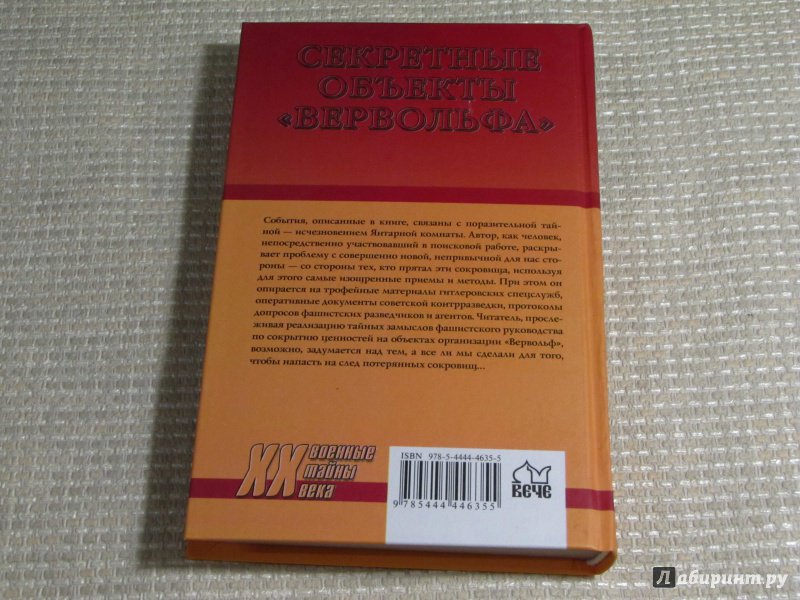 СЕКРЕТНЫЕ
ОБЪЕКТЫ
«ВЕРВОЛЬФА»
События, описанные в книге, связаны с поразительной тай-
ной — исчезновением Янтарной комнаты. Автор, как человек,
непосредственно участвовавший в поисковой работе, раскры-
вает проблему с совершенно новой, непривычной для нас сто-
роны — со стороны тех, кто прятал эти сокровища, используя
для этого самые изощренные приемы и методы. При этом он
опирается на трофейные материалы гитлеровских спецслужб,
оперативные документы советской контрразведки, протоколы
допросов фашистских разведчиков и агентов. Читатель, просле-
живая реализацию тайных замыслов фашистского руководства
по сокрытию ценностей на объектах организации «Вервольф»,
возможно, задумается над тем, а все ли мы сделали для того,
чтобы напасть на след потерянных сокровищ...
XX
военные
тайны
века
ISBN 978-5-4444-4635-5
9 785444 446355
ВЕЧЕ
Лабиринт.ру